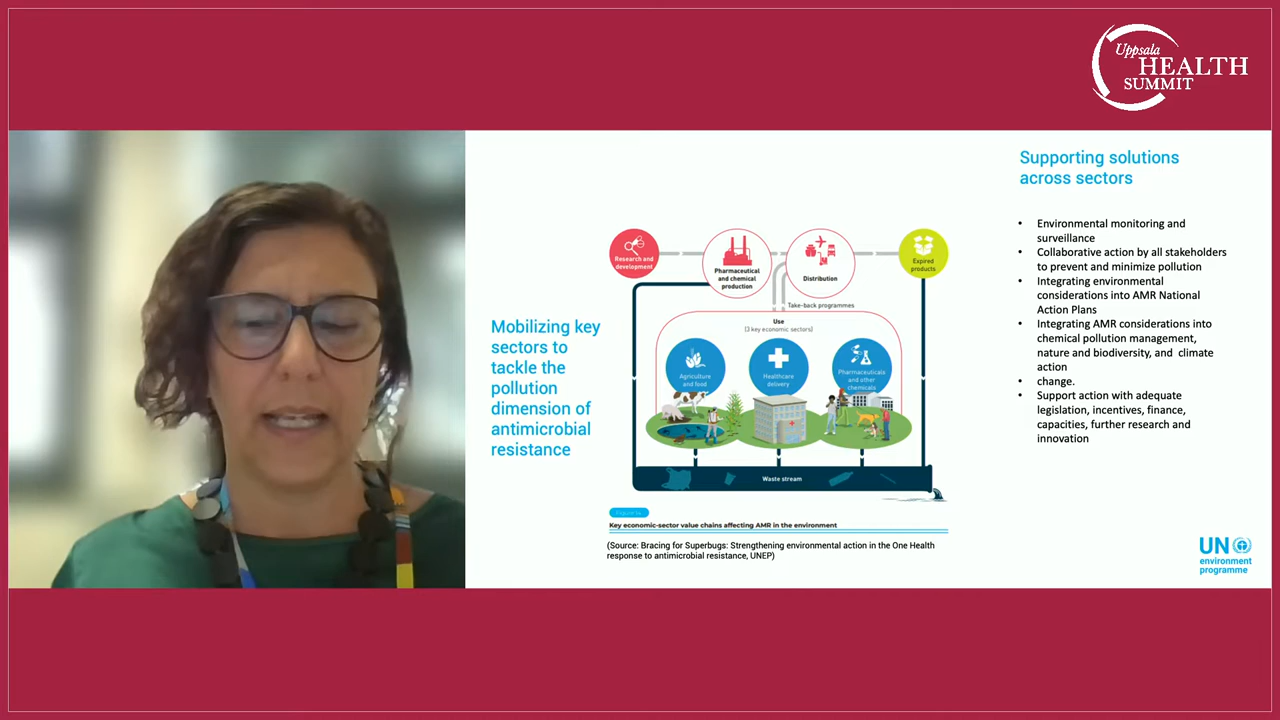 Uppsala
HEALTH
SUMMIT
Mobilizing key
sectors to
tackle the
pollution
dimension of
antimicrobial
resistance
Research and
development
Pharmaceutical
and chemical
production
Distribution
Expired
products
Take-back programmes
Use
(3 key economic sectors)
Agriculture
and food
Healthcare
delivery
Pharmaceuticals
and other
chemicals
Waste stream
Key economic-sector value chains affecting AMR in the environment
(Source: Bracing for Superbugs: Strengthening environmental action in the One Health
response to antimicrobial resistance, UNEP)
Supporting solutions
across sectors
• Environmental monitoring and
surveillance
• Collaborative action by all stakeholders
to prevent and minimize pollution
• Integrating environmental
considerations into AMR National
Action Plans
• Integrating AMR considerations into
chemical pollution management,
nature and biodiversity, and climate
action
• change.
• Support action with adequate
legislation, incentives, finance,
capacities, further research and
innovation
UN
environment
programme